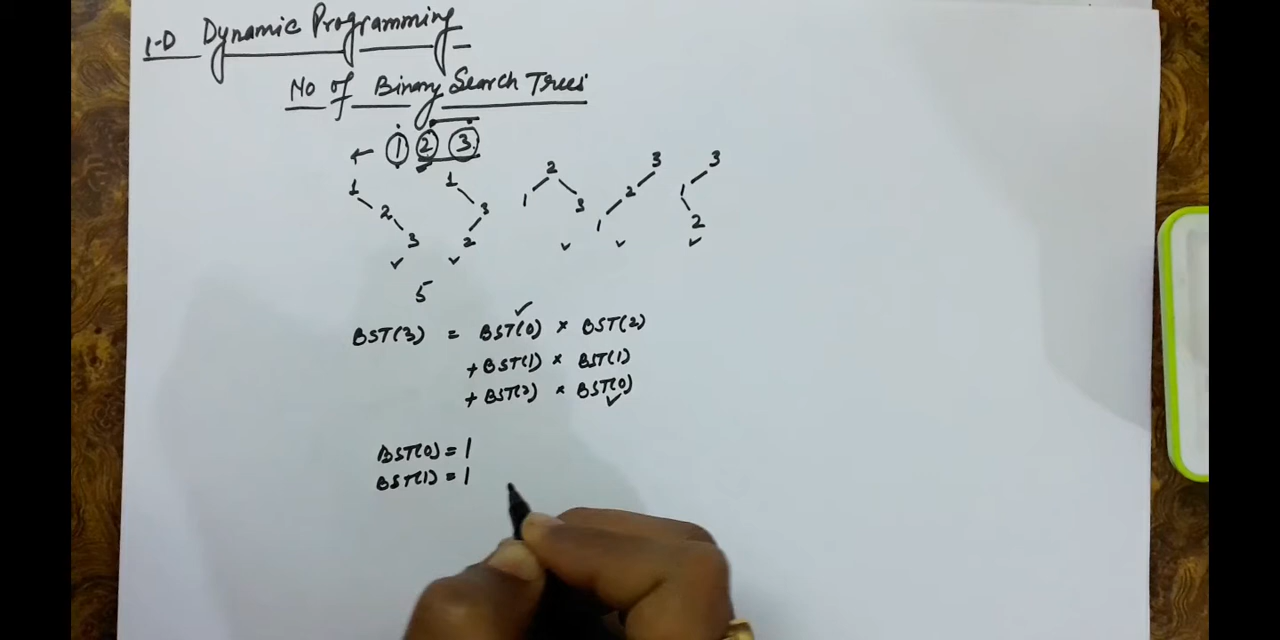 1-D Dynamic Programming
No of Binary Search Trees
← 1 2 3
1 2 3
1 3 2
2 1 3
3 2 1
3 1 2
5
BST(3) = BST(0) × BST(2)
+ BST(1) × BST(1)
+ BST(2) × BST(0)
BST(0) = 1
BST(1) = 1